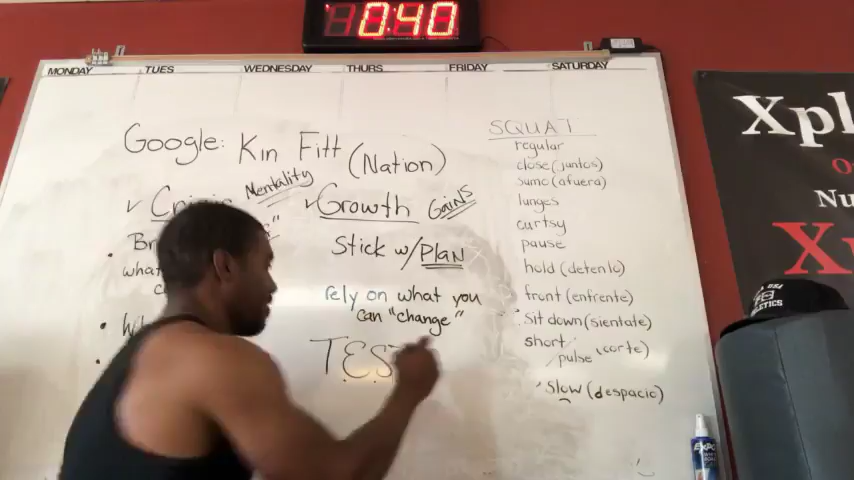 0:40
MONDAY TUES WEDNESDAY THURS FRIDAY SATURDAY
Google: Kin Fitt (Nation)
Mentality
✓ Growth Gains
Stick w/ PLAN
rely on what you
can "change"
T.E.S
what
SQUAT
regular
close (juntos)
sumo (afuera)
lunges
curtsy
pause
hold (detenlo)
front (enfrente)
Sit down (sientate)
short
/pulse (corte)
slow (despacio)
Xpl
Nu
X
EXPO